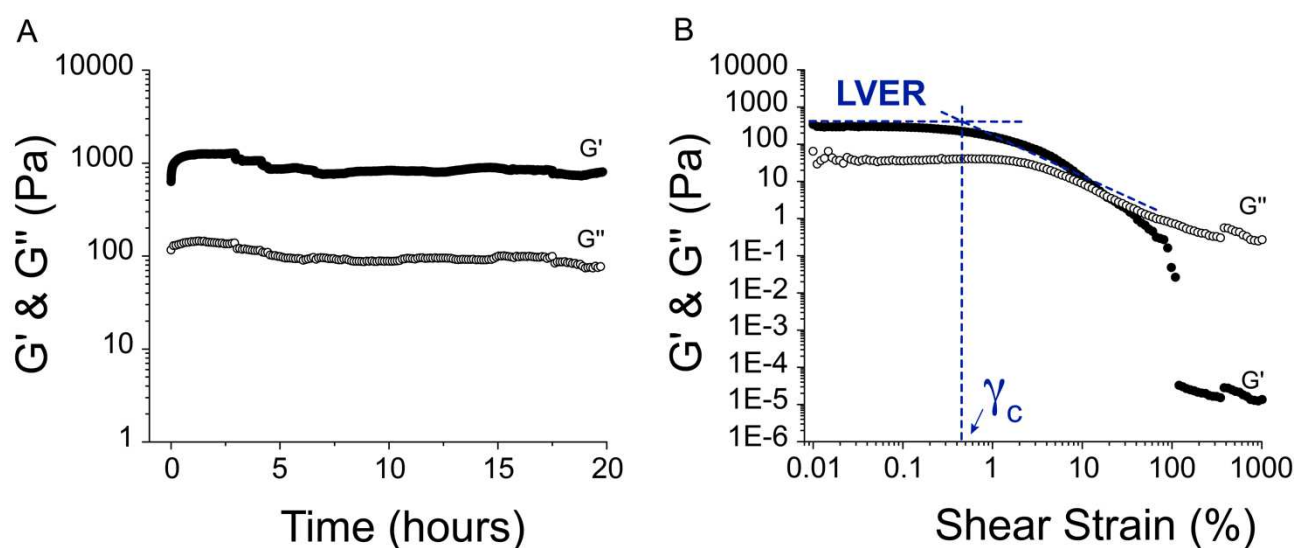 A
G' & G'' (Pa)
10000
1000
100
10
1
G'
G''
0
5
10
15
20
Time (hours)
B
G' & G'' (Pa)
10000
1000
100
10
1
1E-1
1E-2
1E-3
1E-4
1E-5
1E-6
LVER
G''
G'
γc
0.01
0.1
1
10
100
1000
Shear Strain (%)